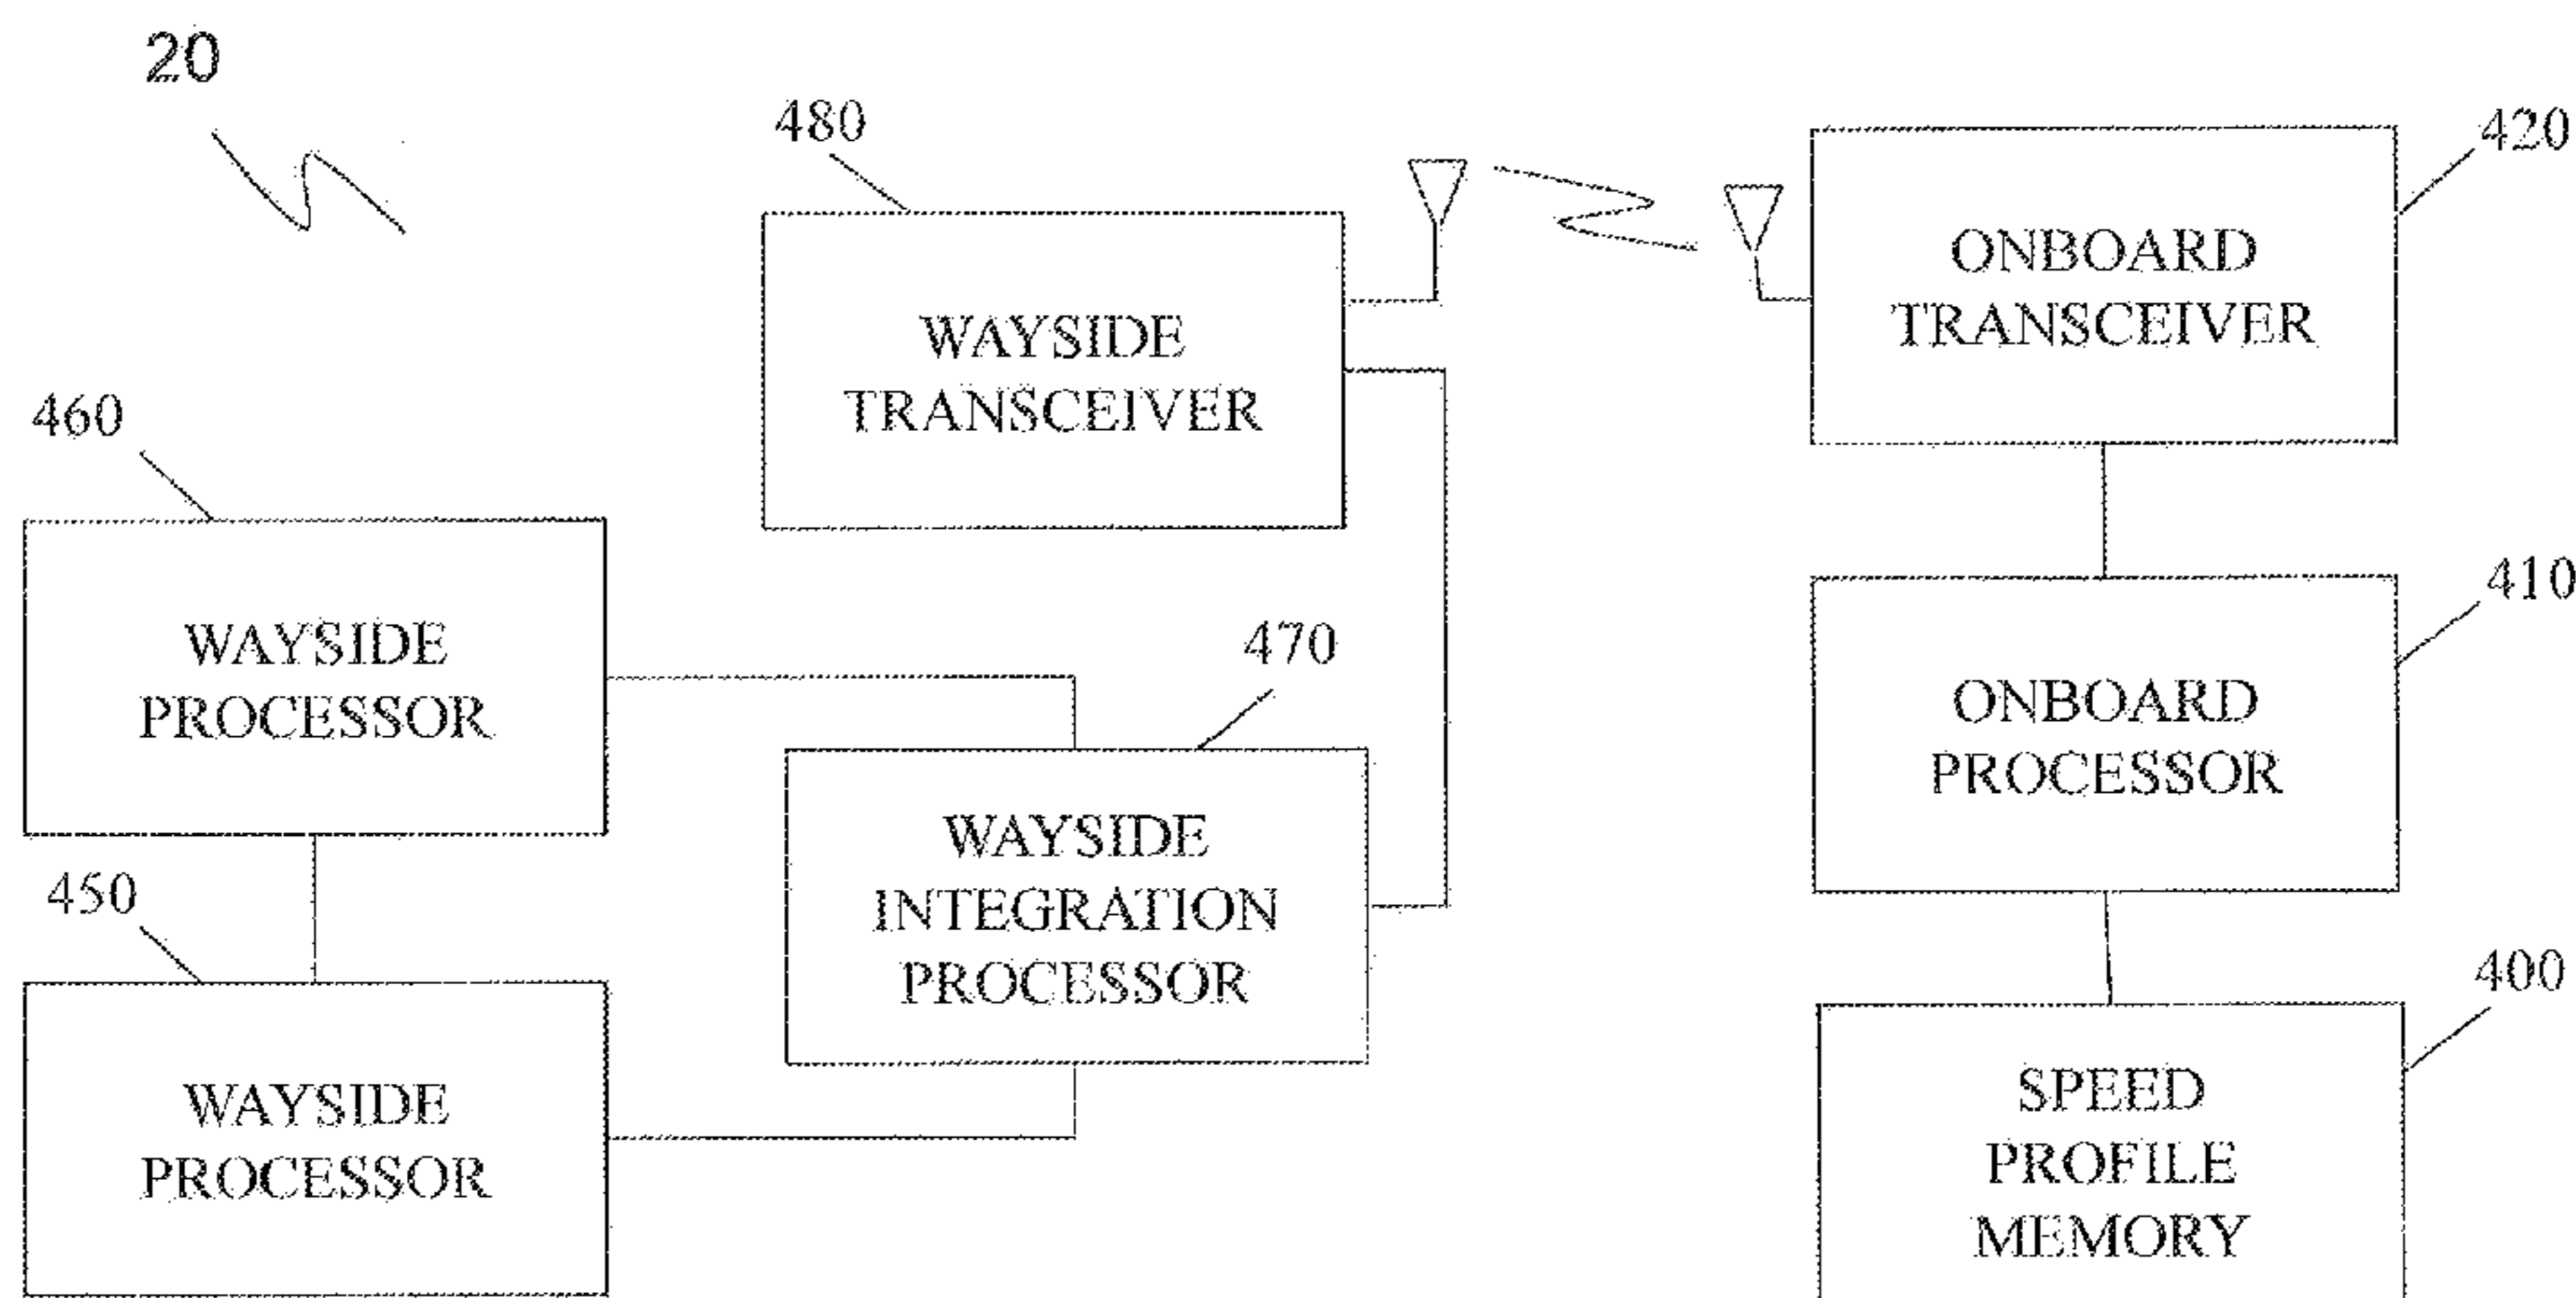 20
480
420
WAYSIDE
TRANSCEIVER
ONBOARD
TRANSCEIVER
460
410
WAYSIDE
PROCESSOR
470
ONBOARD
PROCESSOR
WAYSIDE
INTEGRATION
PROCESSOR
450
400
WAYSIDE
PROCESSOR
SPEED
PROFILE
MEMORY